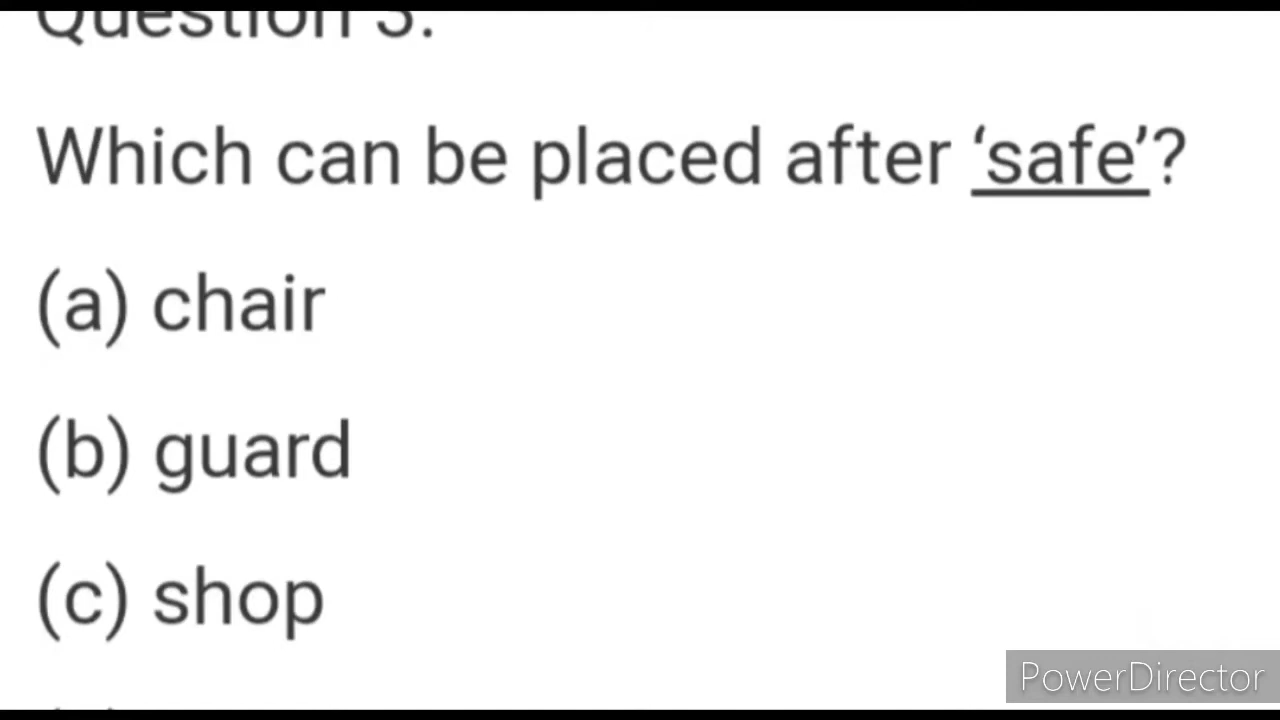 Question 3.
Which can be placed after ‘safe’?
(a) chair
(b) guard
(c) shop
PowerDirector